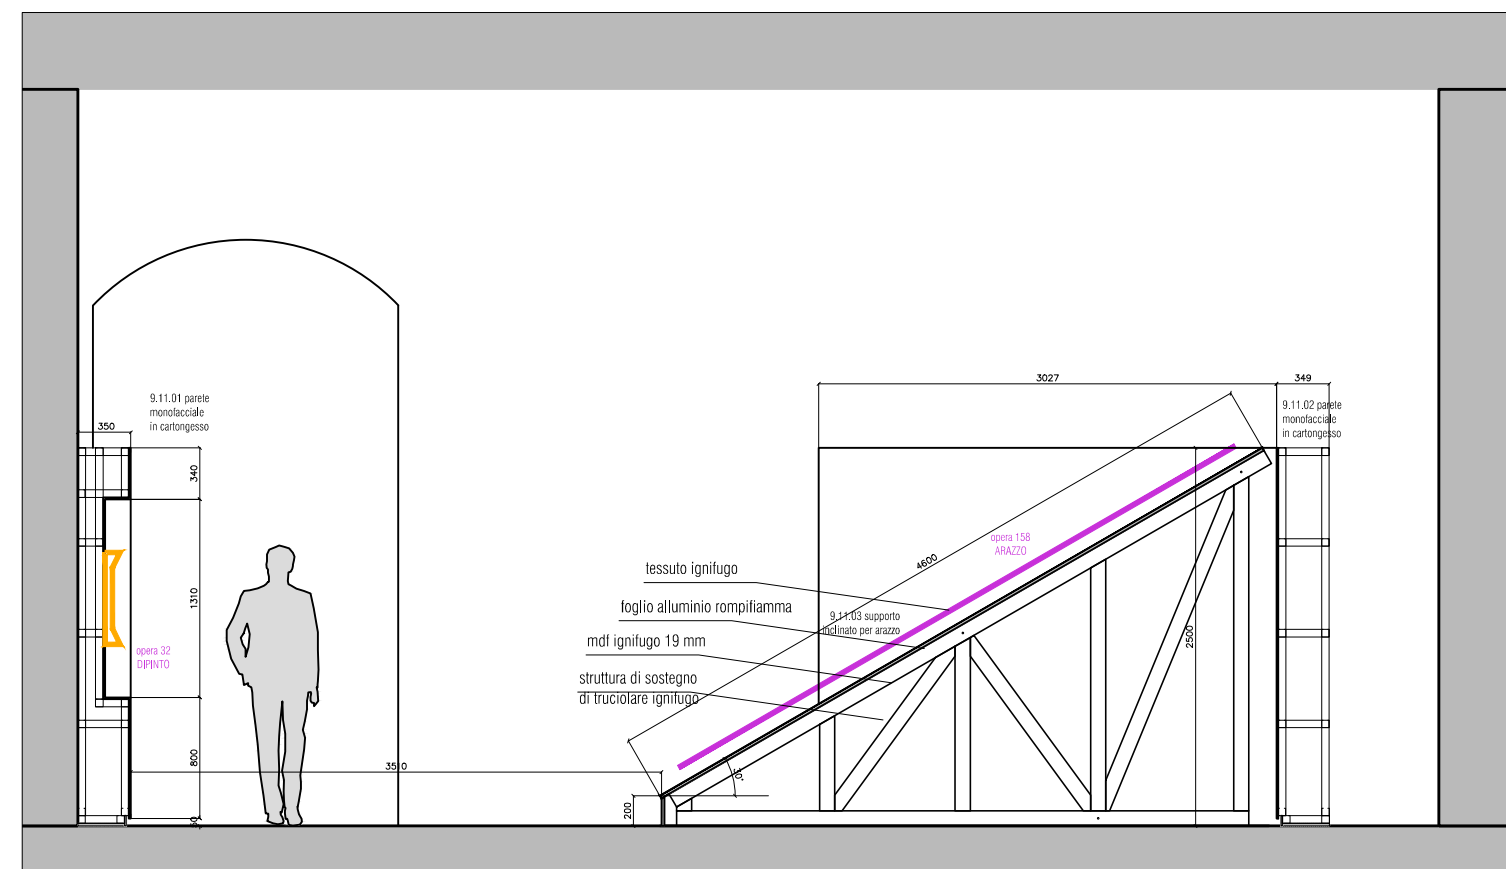 3027
349
9.11.01 parete
monofacciale
in cartongesso
9.11.02 parete
monofacciale
in cartongesso
350
340
opera 158
ARAZZO
4600
tessuto ignifugo
foglio alluminio rompifiamma
9.11.03 supporto
inclinato per arazzo
1310
mdf ignifugo 19 mm
2500
opera 32
DIPINTO
struttura di sostegno
di truciolare ignifugo
800
3510
30°
200
50